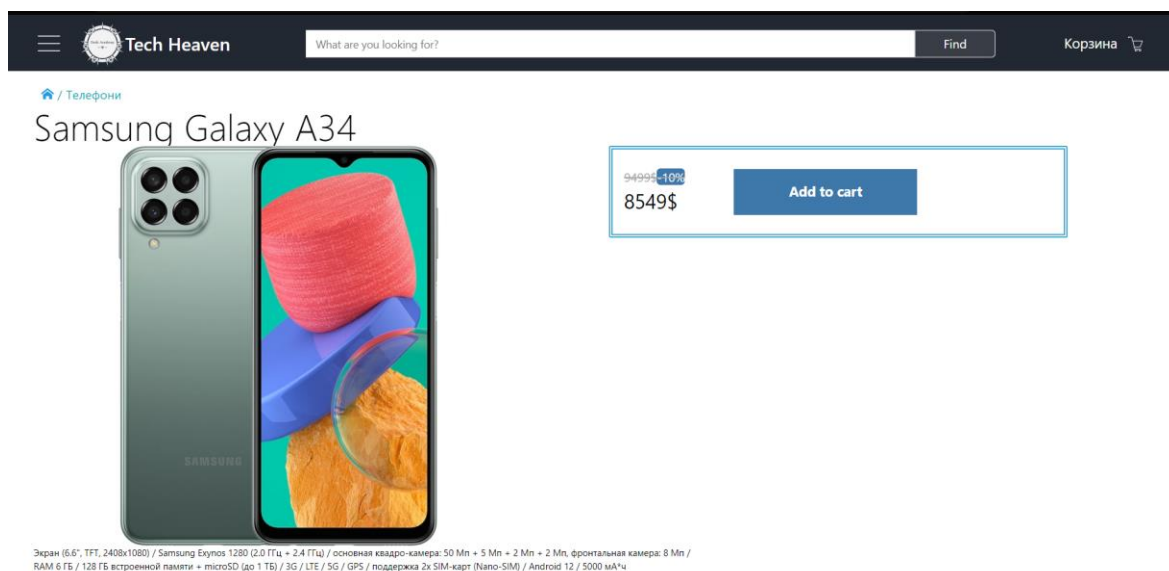 Tech Heaven
What are you looking for?
Find
Корзина
/ Телефони
Samsung Galaxy A34
9499$-10%
8549$
Add to cart
SAMSUNG
Экран (6.6", TFT, 2408x1080) / Samsung Exynos 1280 (2.0 ГГц + 2.4 ГГц) / основная квадро-камера: 50 Мп + 5 Мп + 2 Мп + 2 Мп, фронтальная камера: 8 Мп /
RAM 6 ГБ / 128 ГБ встроенной памяти + microSD (до 1 ТБ) / 3G / LTE / 5G / GPS / поддержка 2х SIM-карт (Nano-SIM) / Android 12 / 5000 мА*ч